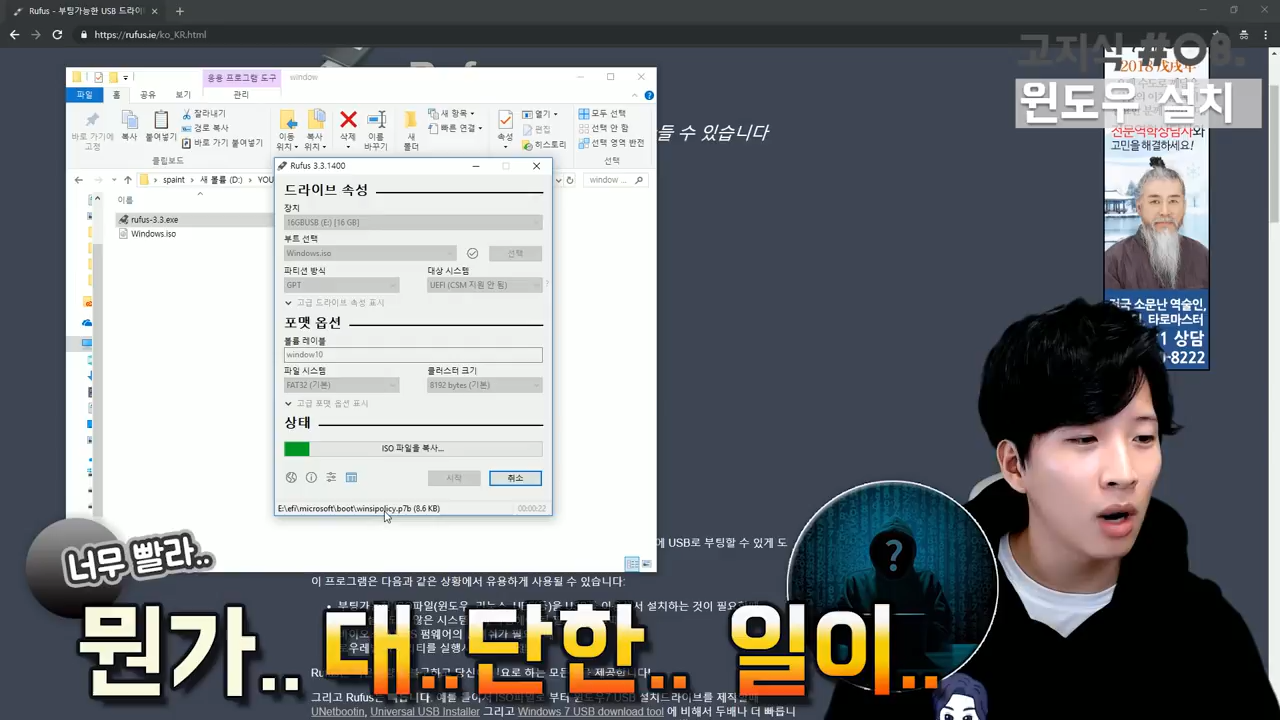 Rufus - 부팅가능한 USB 드라이
https://rufus.ie/ko_KR.html
고지식 #08.
윈도우 설치
응용 프로그램 도구
window
파일
홈
공유
보기
관리
바로 가기에
고정
복사
붙여넣기
잘라내기
경로 복사
바로 가기 붙여넣기
클립보드
이동
위치
복사
위치
삭제
이름
바꾸기
새
폴더
새 항목
빠른 연결
속성
열기
편집
히스토리
모두 선택
선택 안 함
선택 영역 반전
선택
들 수 있습니다
spaint
새 볼륨 (D:)
YOU
window ...
이름
rufus-3.3.exe
Windows.iso
Rufus 3.3.1400
드라이브 속성
장치
16GBUSB (E:) [16 GB]
부트 선택
Windows.iso
선택
파티션 방식
대상 시스템
GPT
UEFI (CSM 지원 안 됨)
고급 드라이브 속성 표시
포맷 옵션
볼륨 레이블
window10
파일 시스템
클러스터 크기
FAT32 (기본)
8192 bytes (기본)
고급 포맷 옵션 표시
상태
ISO 파일을 복사...
시작
취소
E:\efi\microsoft\boot\winsipolicy.p7b (8.6 KB)
00:00:22
전문역학상담사와
고민을 해결하세요!
전국 소문난 역술인,
타로마스터
1 상담
-8222
에 USB로 부팅할 수 있게 도
이 프로그램은 다음과 같은 상황에서 유용하게 사용될 수 있습니다:
너무 빨라..
뭔가.. 대..단한.. 일이..
?
UNetbootin, Universal USB Installer 그리고 Windows 7 USB download tool 에 비해서 두배나 더 빠릅니